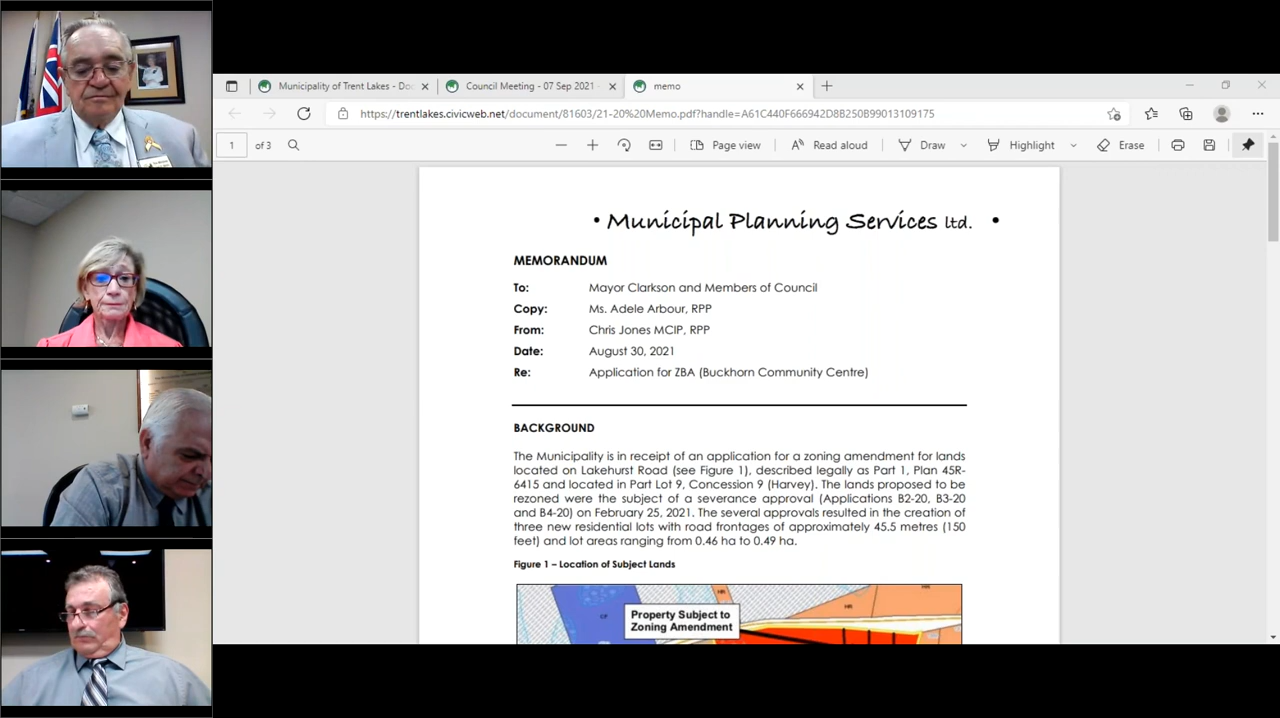 Municipality of Trent Lakes - Doc
Council Meeting - 07 Sep 2021
memo
https://trentlakes.civicweb.net/document/81603/21-20%20Memo.pdf?handle=A61C440F666942D8B250B99013109175
1 of 3
Page view
Read aloud
Draw
Highlight
Erase
• Municipal Planning Services ltd. •
MEMORANDUM
To: Mayor Clarkson and Members of Council
Copy: Ms. Adele Arbour, RPP
From: Chris Jones MCIP, RPP
Date: August 30, 2021
Re: Application for ZBA (Buckhorn Community Centre)
BACKGROUND
The Municipality is in receipt of an application for a zoning amendment for lands
located on Lakehurst Road (see Figure 1), described legally as Part 1, Plan 45R-
6415 and located in Part Lot 9, Concession 9 (Harvey). The lands proposed to be
rezoned were the subject of a severance approval (Applications B2-20, B3-20
and B4-20) on February 25, 2021. The several approvals resulted in the creation of
three new residential lots with road frontages of approximately 45.5 metres (150
feet) and lot areas ranging from 0.46 ha to 0.49 ha.
Figure 1 – Location of Subject Lands
HR
HR
HR
CF
Property Subject to
Zoning Amendment